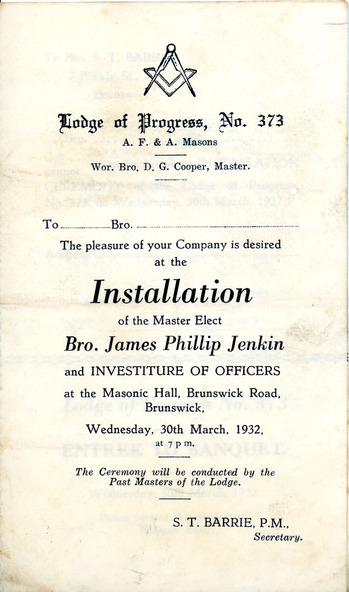 Lodge of Progress, No. 373
A. F. & A. Masons
Wor. Bro. D. G. Cooper, Master.
To ........ Bro. ........
The pleasure of your Company is desired
at the
Installation
of the Master Elect
Bro. James Phillip Jenkin
and INVESTITURE OF OFFICERS
at the Masonic Hall, Brunswick Road,
Brunswick,
Wednesday, 30th March, 1932,
at 7 p m.
The Ceremony will be conducted by the
Past Masters of the Lodge.
S. T. BARRIE, P.M.,
Secretary.